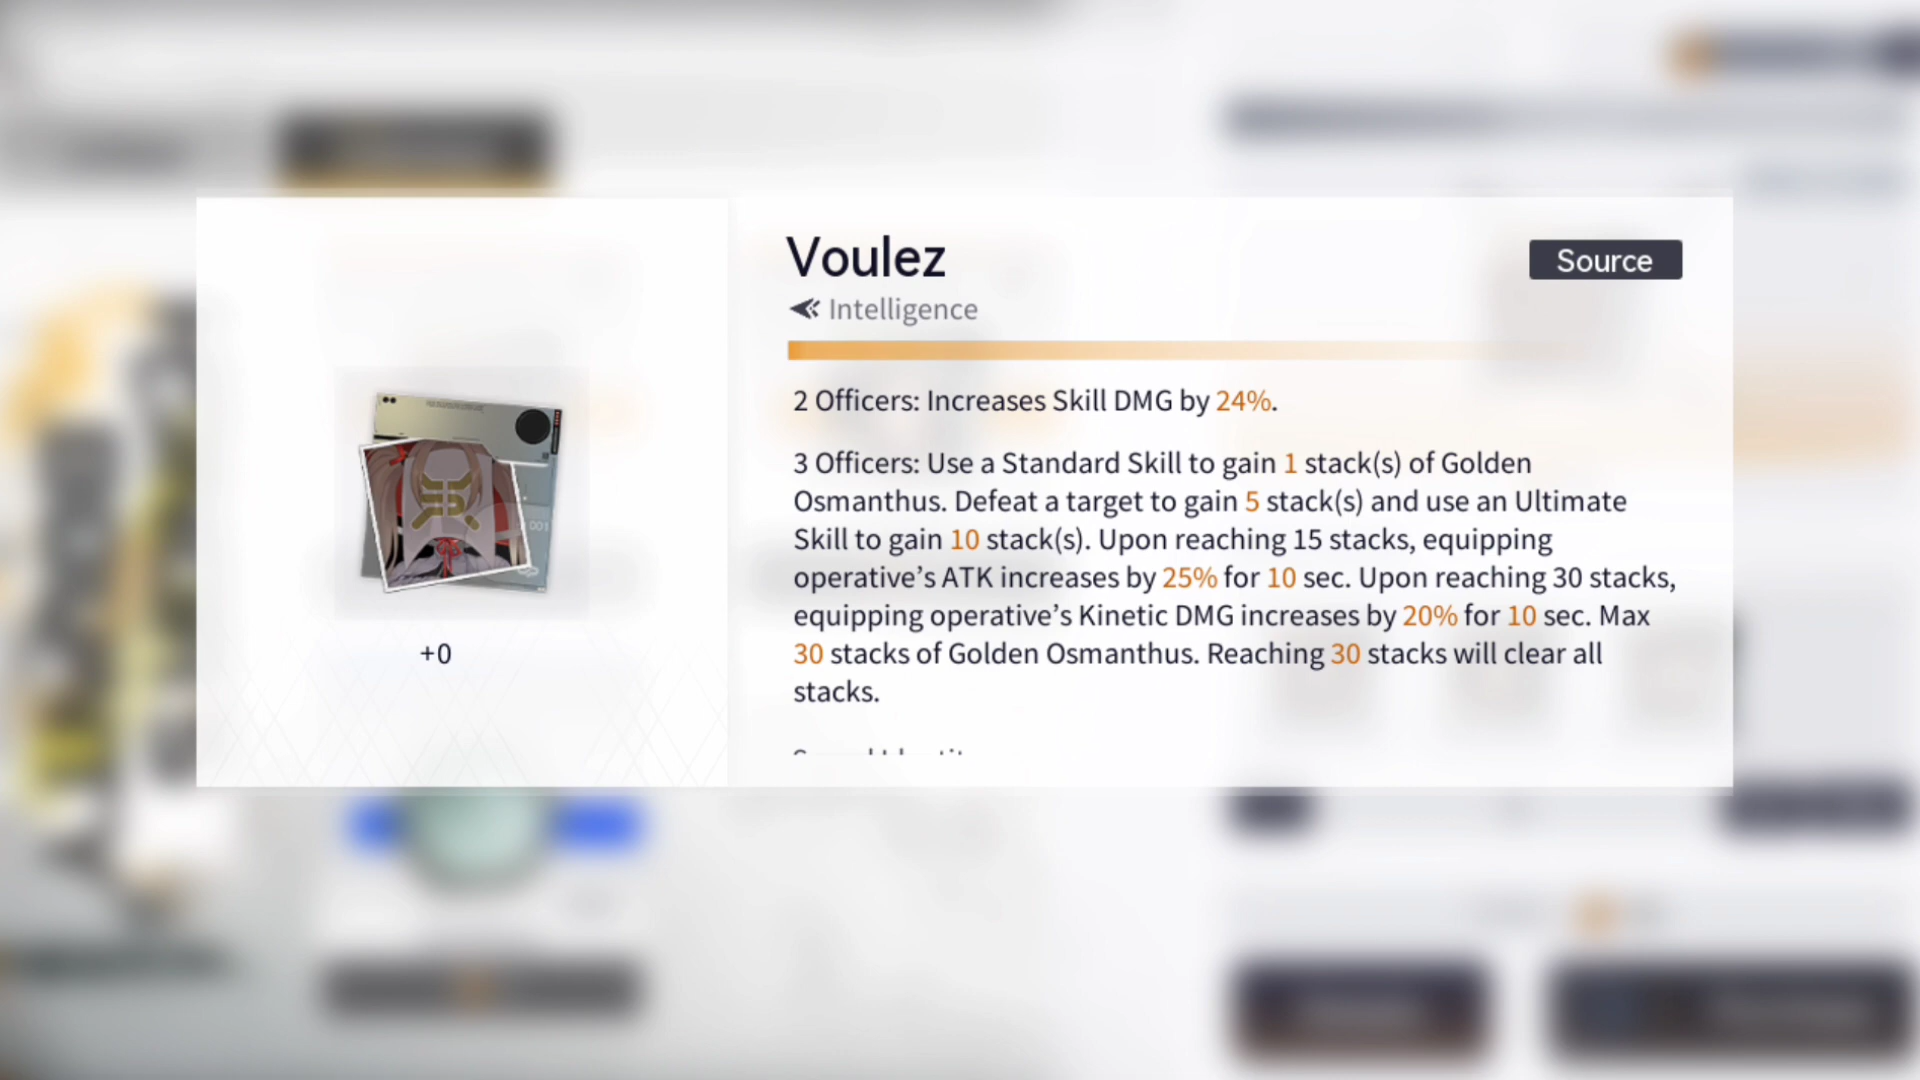 Voulez
Source
Intelligence
2 Officers: Increases Skill DMG by 24%.
3 Officers: Use a Standard Skill to gain 1 stack(s) of Golden
Osmanthus. Defeat a target to gain 5 stack(s) and use an Ultimate
Skill to gain 10 stack(s). Upon reaching 15 stacks, equipping
operative’s ATK increases by 25% for 10 sec. Upon reaching 30 stacks,
equipping operative’s Kinetic DMG increases by 20% for 10 sec. Max
30 stacks of Golden Osmanthus. Reaching 30 stacks will clear all
stacks.
001
+0